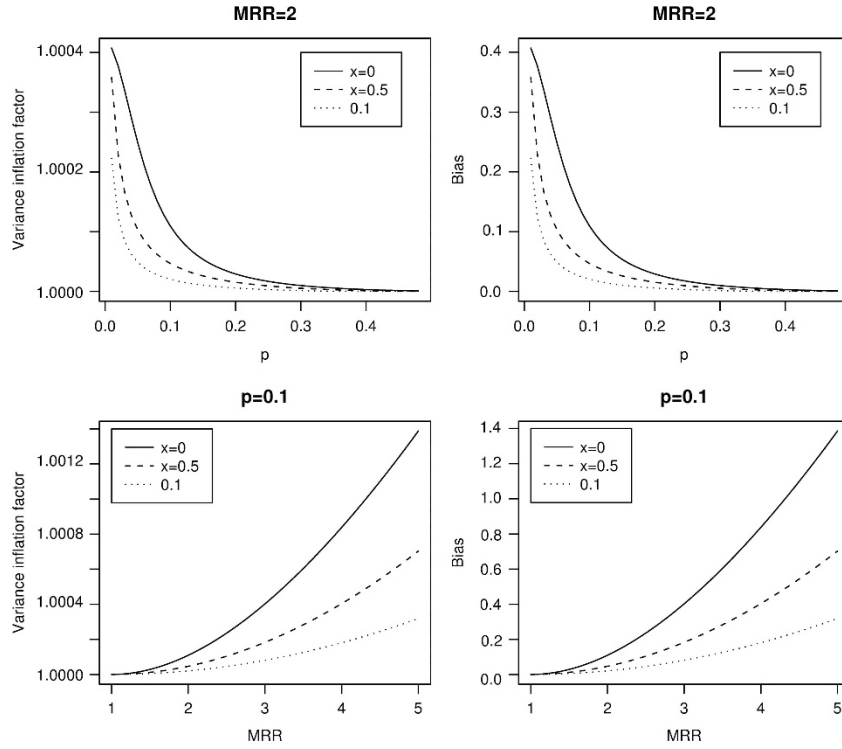 MRR=2
Variance inflation factor
1.0004
1.0002
1.0000
x=0
x=0.5
0.1
0.0 0.1 0.2 0.3 0.4
p
MRR=2
Bias
0.4
0.3
0.2
0.1
0.0
x=0
x=0.5
0.1
0.0 0.1 0.2 0.3 0.4
p
p=0.1
Variance inflation factor
1.0012
1.0008
1.0004
1.0000
x=0
x=0.5
0.1
1 2 3 4 5
MRR
p=0.1
Bias
1.4
1.2
1.0
0.8
0.6
0.4
0.2
0.0
x=0
x=0.5
0.1
1 2 3 4 5
MRR